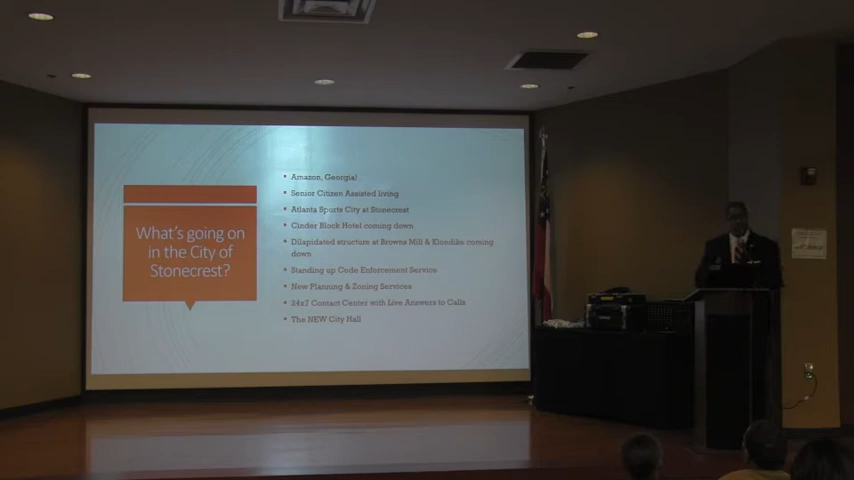 What's going on
in the City of
Stonecrest?
Amazon, Georgia!
Senior Citizen Assisted living
Atlanta Sports City at Stonecrest
Cinder Block Hotel coming down
Dilapidated structure at Browns Mill & Klondike coming
down
Standing up Code Enforcement Service
New Planning & Zoning Services
24x7 Contact Center with Live Answers to Calls
The NEW City Hall